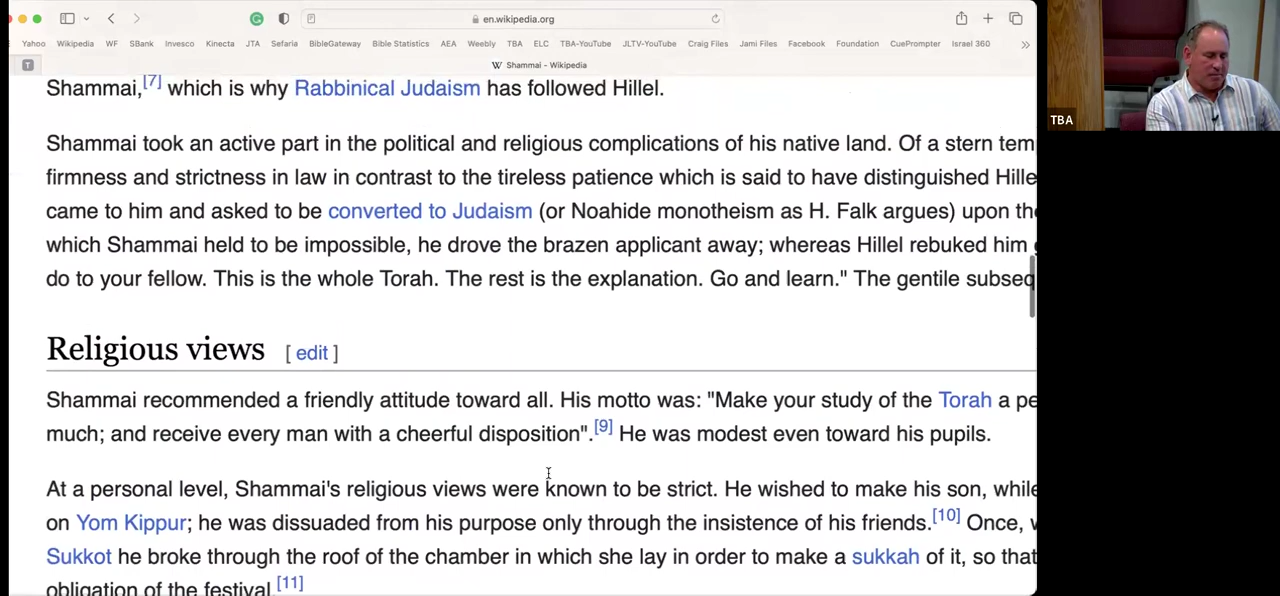 en.wikipedia.org
Yahoo Wikipedia WF SBank Invesco Kinecta JTA Sefaria BibleGateway Bible Statistics AEA Weebly TBA ELC TBA-YouTube JLTV-YouTube Craig Files Jami Files Facebook Foundation CuePrompter Israel 360 »
T W Shammai – Wikipedia
Shammai,[7] which is why Rabbinical Judaism has followed Hillel.
Shammai took an active part in the political and religious complications of his native land. Of a stern tem
firmness and strictness in law in contrast to the tireless patience which is said to have distinguished Hille
came to him and asked to be converted to Judaism (or Noahide monotheism as H. Falk argues) upon the
which Shammai held to be impossible, he drove the brazen applicant away; whereas Hillel rebuked him g
do to your fellow. This is the whole Torah. The rest is the explanation. Go and learn." The gentile subseq
Religious views [ edit ]
Shammai recommended a friendly attitude toward all. His motto was: "Make your study of the Torah a pe
much; and receive every man with a cheerful disposition".[9] He was modest even toward his pupils.
At a personal level, Shammai's religious views were known to be strict. He wished to make his son, while
on Yom Kippur; he was dissuaded from his purpose only through the insistence of his friends.[10] Once, w
Sukkot he broke through the roof of the chamber in which she lay in order to make a sukkah of it, so that
obligation of the festival.[11]
TBA